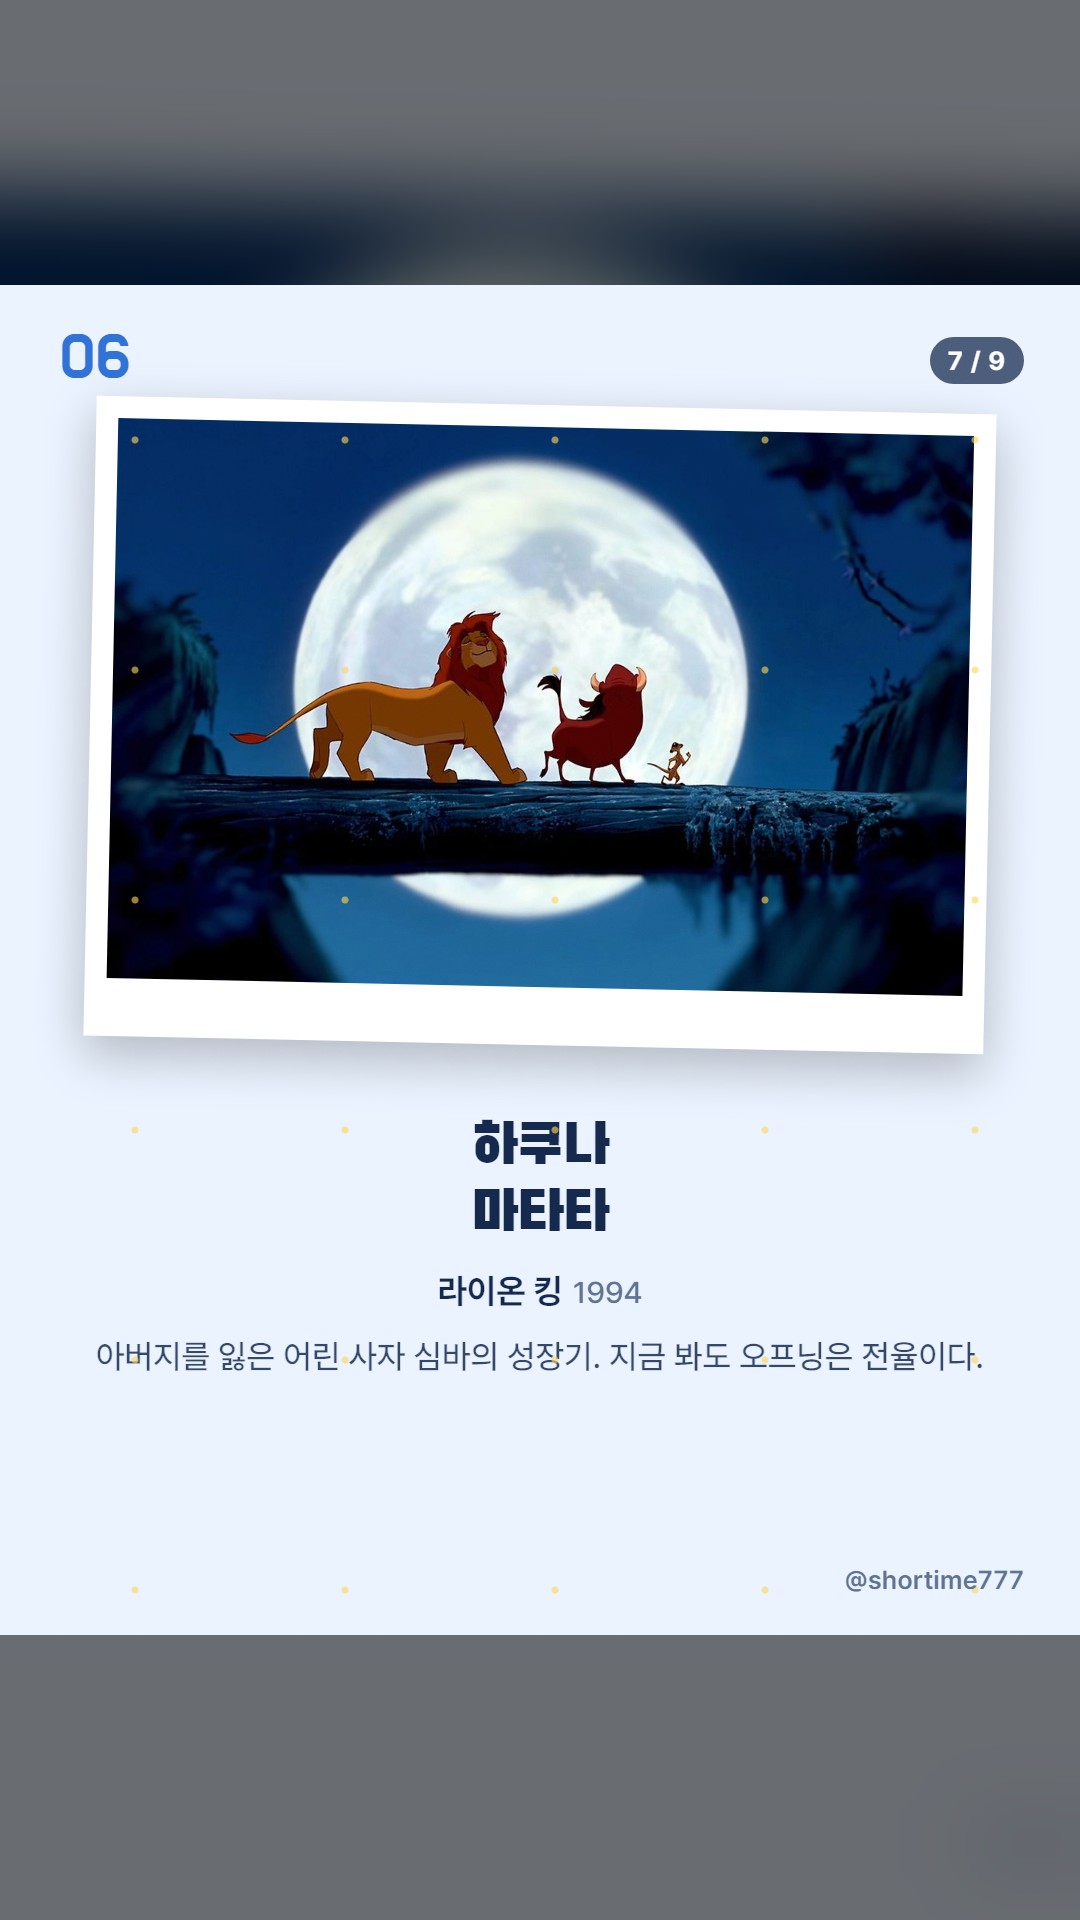 06
7 / 9
하쿠나
마타타
라이온 킹 1994
아버지를 잃은 어린 사자 심바의 성장기. 지금 봐도 오프닝은 전율이다.
@shortime777